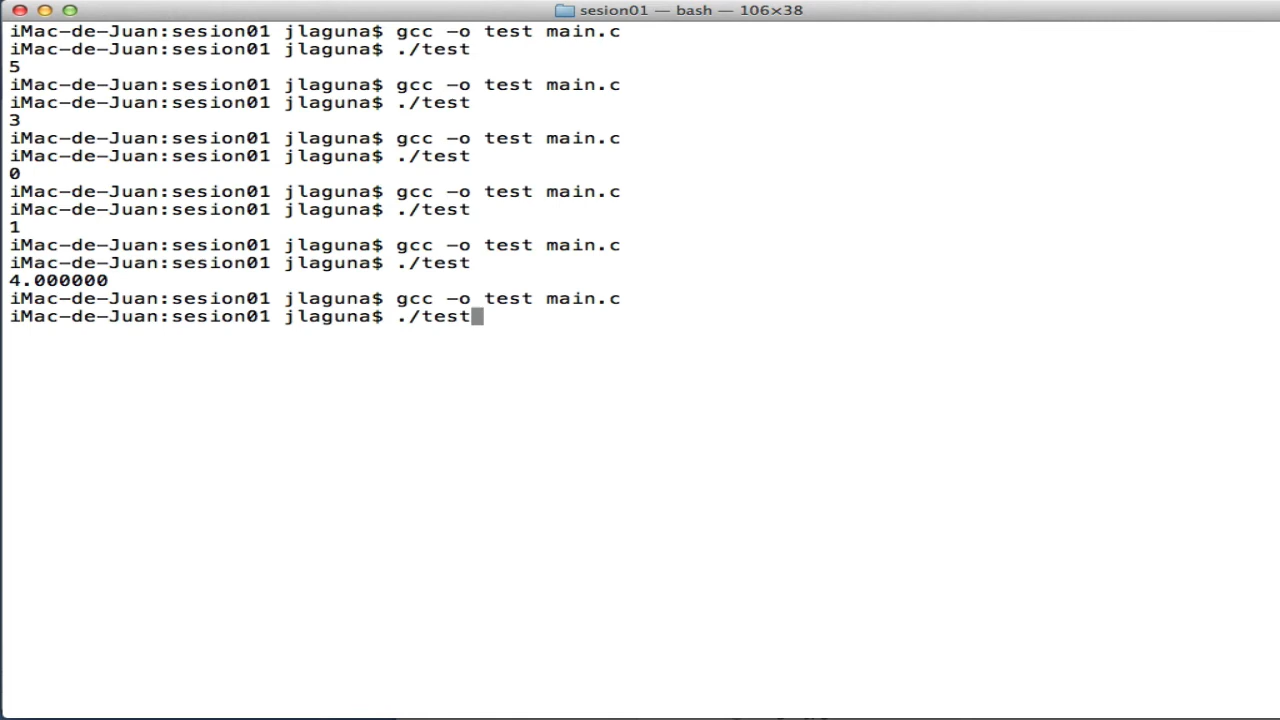 sesion01 — bash — 106×38
iMac-de-Juan:sesion01 jlaguna$ gcc -o test main.c
iMac-de-Juan:sesion01 jlaguna$ ./test
5
iMac-de-Juan:sesion01 jlaguna$ gcc -o test main.c
iMac-de-Juan:sesion01 jlaguna$ ./test
3
iMac-de-Juan:sesion01 jlaguna$ gcc -o test main.c
iMac-de-Juan:sesion01 jlaguna$ ./test
0
iMac-de-Juan:sesion01 jlaguna$ gcc -o test main.c
iMac-de-Juan:sesion01 jlaguna$ ./test
1
iMac-de-Juan:sesion01 jlaguna$ gcc -o test main.c
iMac-de-Juan:sesion01 jlaguna$ ./test
4.000000
iMac-de-Juan:sesion01 jlaguna$ gcc -o test main.c
iMac-de-Juan:sesion01 jlaguna$ ./test